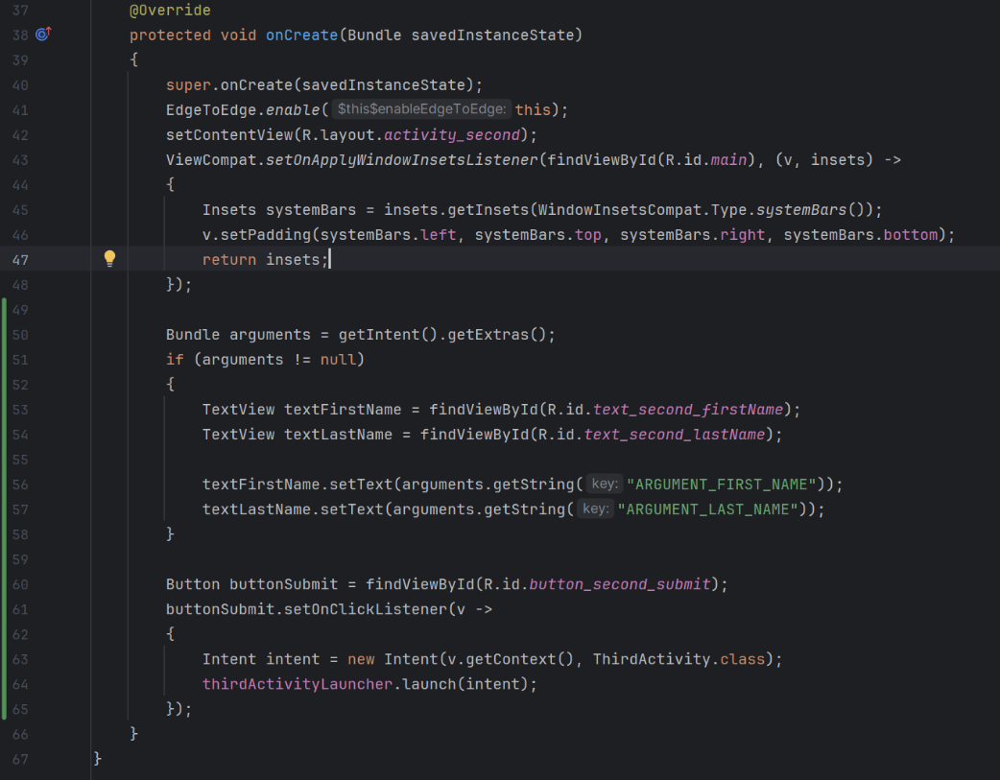 37 @Override
38 protected void onCreate(Bundle savedInstanceState)
39 {
40 super.onCreate(savedInstanceState);
41 EdgeToEdge.enable( $this$enableEdgeToEdge: this);
42 setContentView(R.layout.activity_second);
43 ViewCompat.setOnApplyWindowInsetsListener(findViewById(R.id.main), (v, insets) ->
44 {
45 Insets systemBars = insets.getInsets(WindowInsetsCompat.Type.systemBars());
46 v.setPadding(systemBars.left, systemBars.top, systemBars.right, systemBars.bottom);
47 return insets;
48 });
49
50 Bundle arguments = getIntent().getExtras();
51 if (arguments != null)
52 {
53 TextView textFirstName = findViewById(R.id.text_second_firstName);
54 TextView textLastName = findViewById(R.id.text_second_lastName);
55
56 textFirstName.setText(arguments.getString( key: "ARGUMENT_FIRST_NAME"));
57 textLastName.setText(arguments.getString( key: "ARGUMENT_LAST_NAME"));
58 }
59
60 Button buttonSubmit = findViewById(R.id.button_second_submit);
61 buttonSubmit.setOnClickListener(v ->
62 {
63 Intent intent = new Intent(v.getContext(), ThirdActivity.class);
64 thirdActivityLauncher.launch(intent);
65 });
66 }
67 }